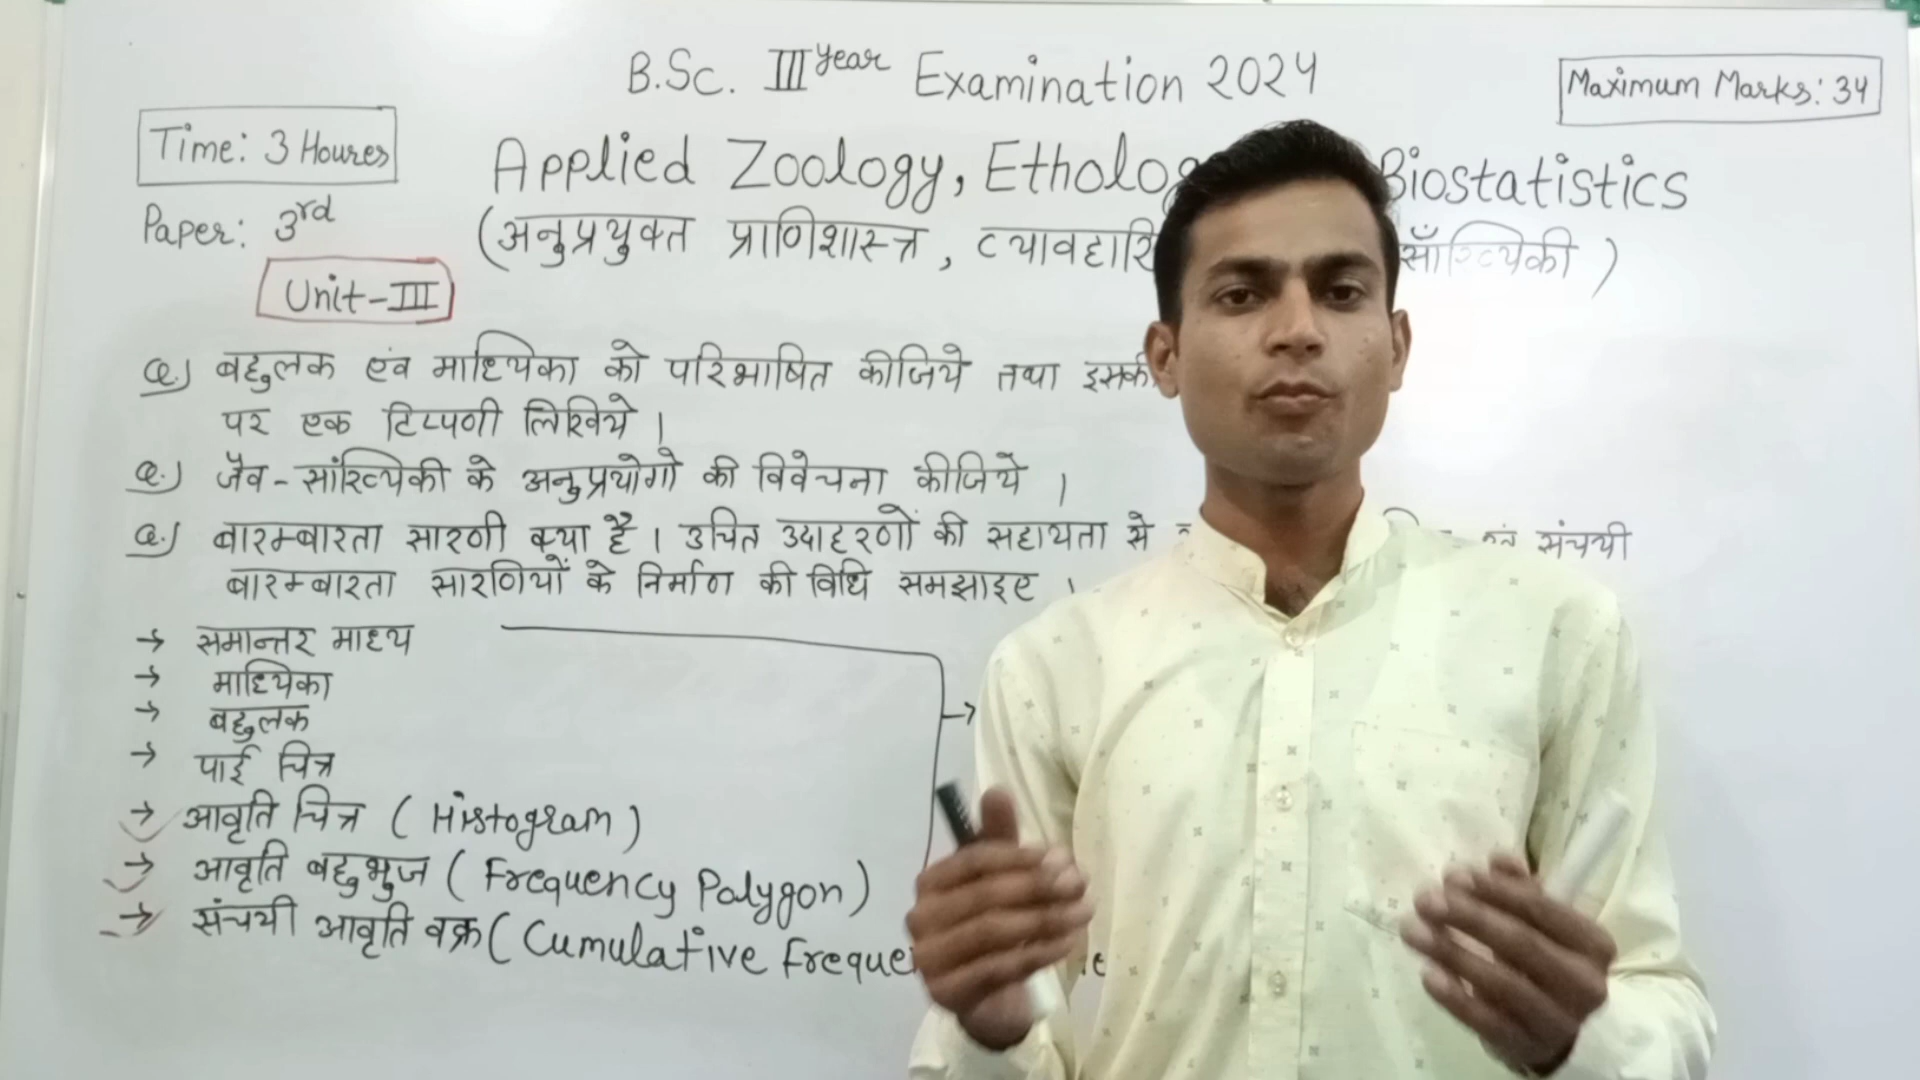 B.Sc. III year Examination 2024
Maximum Marks: 34
Time: 3 Houres
Applied Zoology, Etholog Biostatistics
Paper: 3rd
(अनुप्रयुक्त प्राणिशास्त्र, व्यावहारि साँख्यिकी)
Unit-III
Q.) बहुलक एवं माध्यिका को परिभाषित कीजिये तथा इसकी
पर एक टिप्पणी लिखिये।
Q.) जैव-सांख्यिकी के अनुप्रयोगो की विवेचना कीजिये।
Q.) बारम्बारता सारणी क्या है। उचित उदाहरणों की सहायता से एवं संचयी
बारम्बारता सारणियों के निर्माण की विधि समझाइए।
→ समान्तर माध्य
→ माध्यिका
→ बहुलक
→ पाई चित्र
→ आवृति चित्र (Histogram)
→ आवृति बहुभुज (Frequency Polygon)
→ संचयी आवृति वक्र (Cumulative Freque